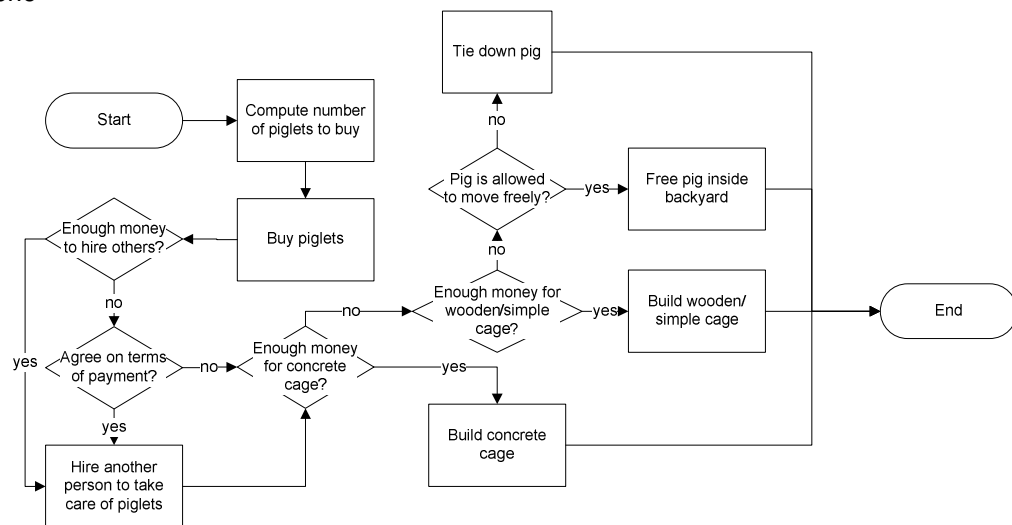 Start
Compute number
of piglets to buy
Buy piglets
Enough money
to hire others?
no
yes
Agree on terms
of payment?
no
yes
Hire another
person to take
care of piglets
Enough money
for concrete
cage?
no
yes
Build concrete
cage
Enough money for
wooden/simple
cage?
yes
Build wooden/
simple cage
no
Pig is allowed
to move freely?
yes
Free pig inside
backyard
no
Tie down pig
End